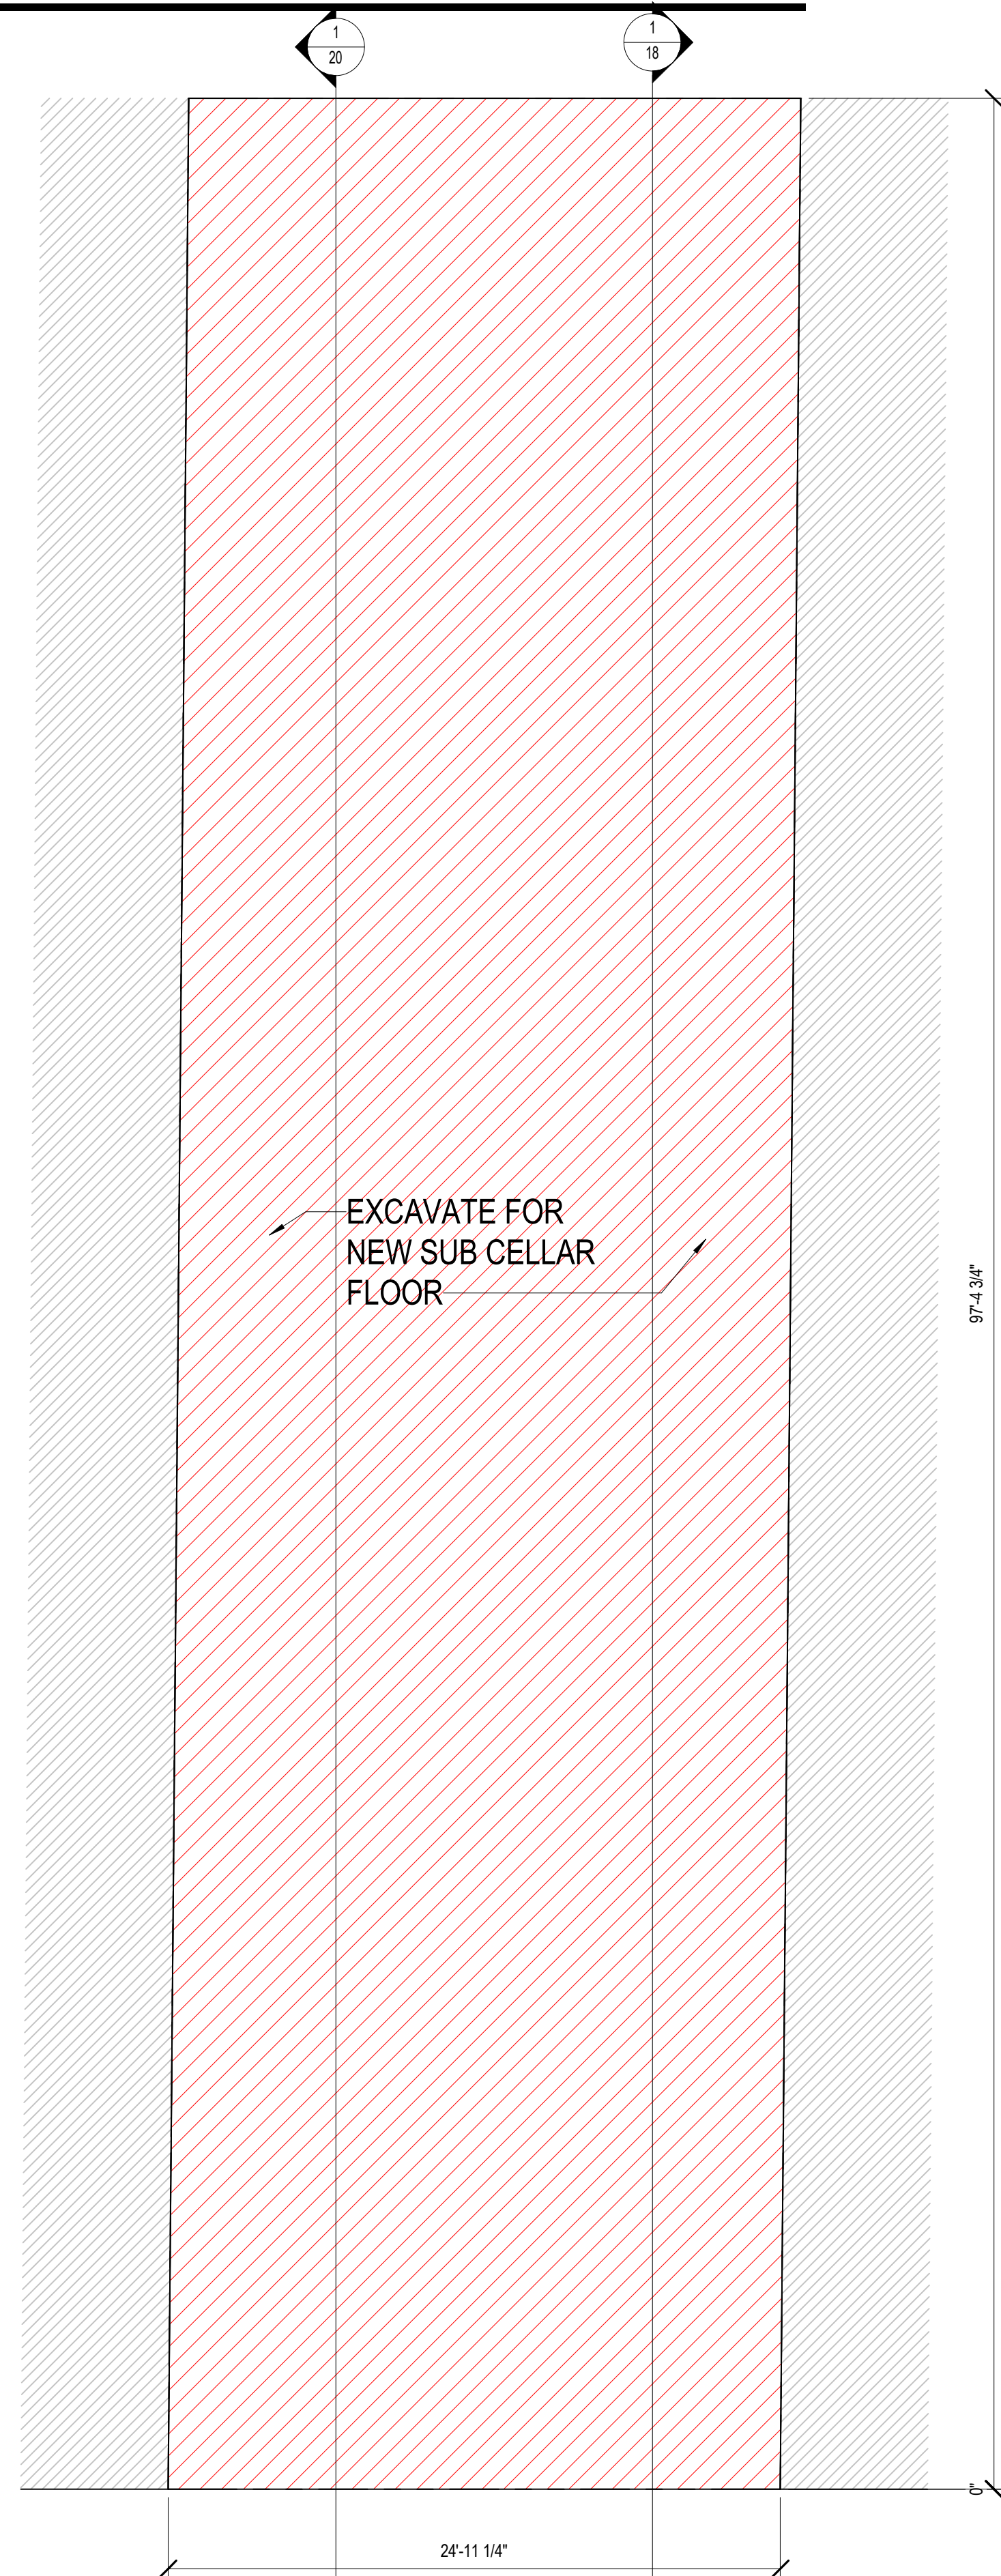 1
20
1
18
EXCAVATE FOR
NEW SUB CELLAR
FLOOR
97'-4 3/4"
0"
24'-11 1/4"